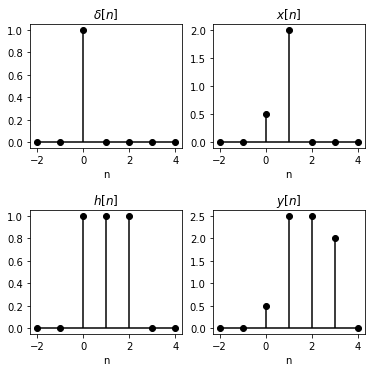 δ[n] x[n]
1.0 2.0
0.8 1.5
0.6 1.0
0.4 0.5
0.2 0.0
0.0
−2 0 2 4 −2 0 2 4
n n
h[n] y[n]
1.0 2.5
0.8 2.0
0.6 1.5
0.4 1.0
0.2 0.5
0.0 0.0
−2 0 2 4 −2 0 2 4
n n